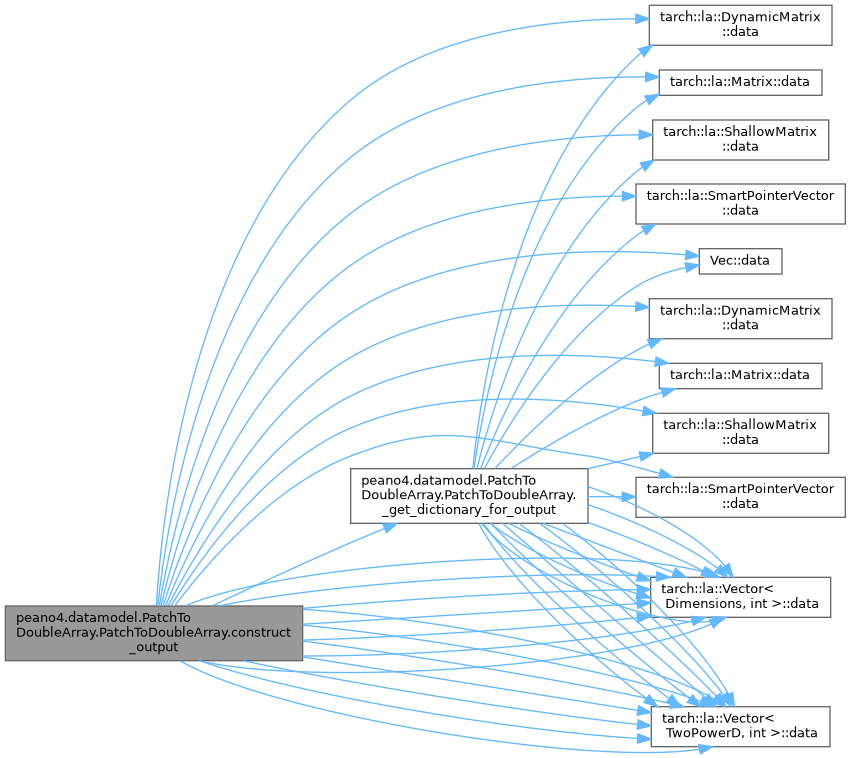 tarch::la::DynamicMatrix
::data
tarch::la::Matrix::data
tarch::la::ShallowMatrix
::data
tarch::la::SmartPointerVector
::data
Vec::data
tarch::la::DynamicMatrix
::data
tarch::la::Matrix::data
tarch::la::ShallowMatrix
::data
peano4.datamodel.PatchTo
DoubleArray.PatchToDoubleArray.
_get_dictionary_for_output
tarch::la::SmartPointerVector
::data
tarch::la::Vector<
Dimensions, int >::data
peano4.datamodel.PatchTo
DoubleArray.PatchToDoubleArray.construct
_output
tarch::la::Vector<
TwoPowerD, int >::data